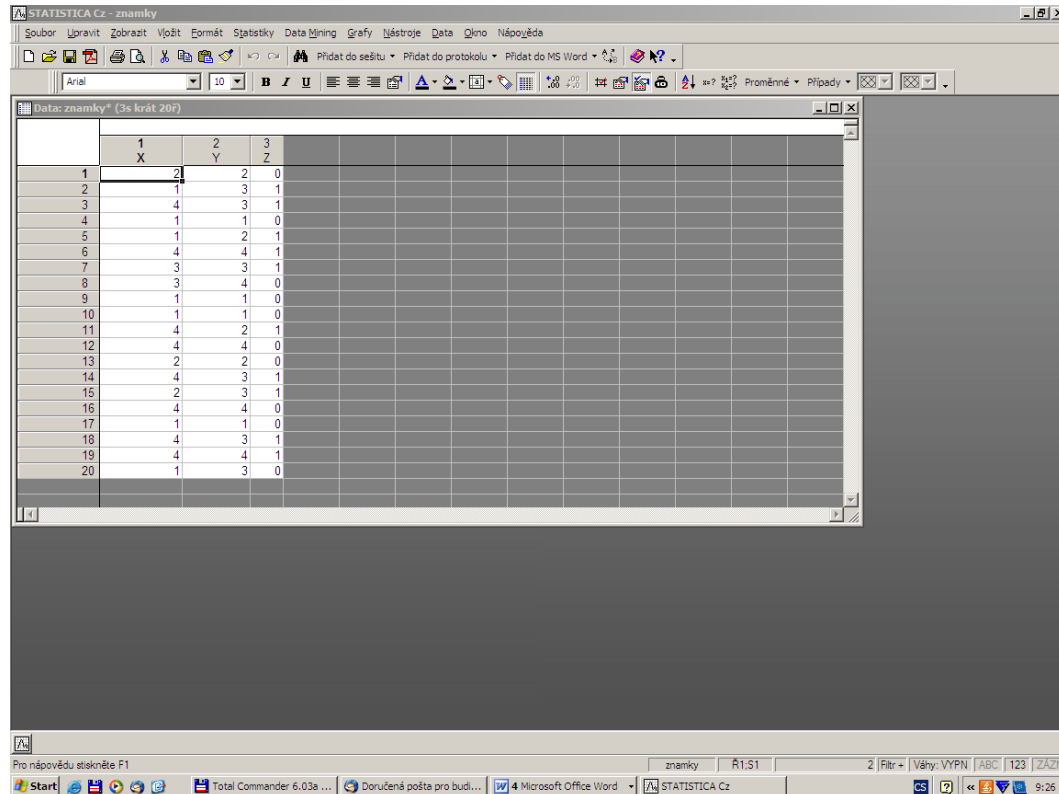 STATISTICA Cz - znamky
Soubor Upravit Zobrazit Vložit Formát Statistiky Data Mining Grafy Nástroje Data Okno Nápověda
Přidat do sešitu Přidat do protokolu Přidat do MS Word
Arial 10 B I U Proměnné Případy
Data: znamky* (3s krát 20ř)
1 2 3
X Y Z
1 2 2 0
2 1 3 1
3 4 3 1
4 1 1 0
5 1 2 1
6 4 4 1
7 3 3 1
8 3 4 0
9 1 1 0
10 1 1 0
11 4 2 1
12 4 4 0
13 2 2 0
14 4 3 1
15 2 3 1
16 4 4 0
17 1 1 0
18 4 3 1
19 4 4 1
20 1 3 0
Pro nápovědu stiskněte F1 znamky Ř1;S1 2 Filtr + Váhy: VYPN ABC 123 ZÁZN
Start Total Commander 6.03a ... Doručená pošta pro budi... 4 Microsoft Office Word STATISTICA Cz CS 9:26